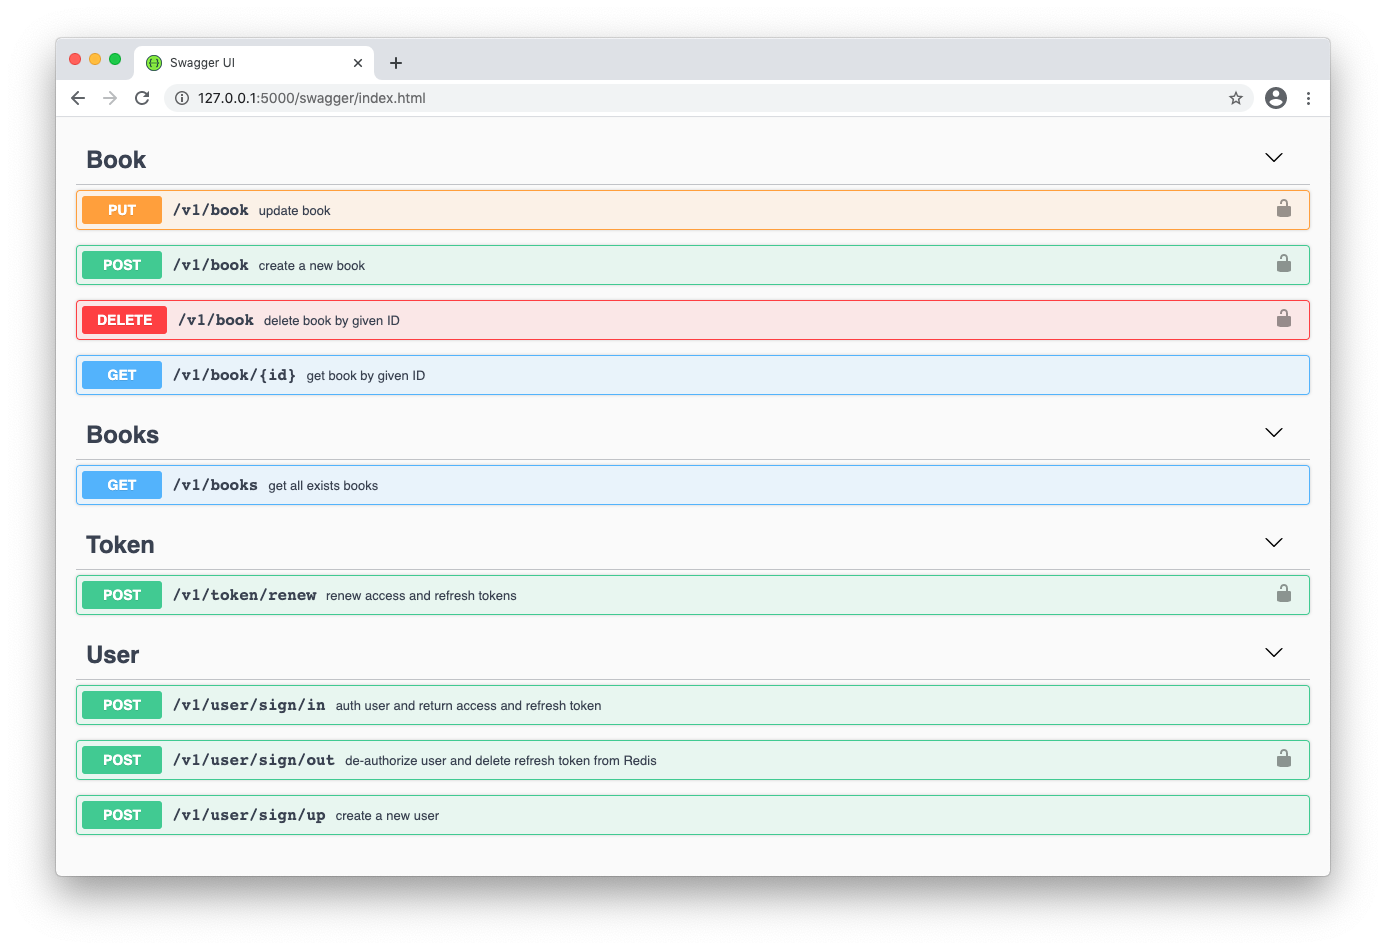 Swagger UI
127.0.0.1:5000/swagger/index.html
Book
PUT /v1/book update book
POST /v1/book create a new book
DELETE /v1/book delete book by given ID
GET /v1/book/{id} get book by given ID
Books
GET /v1/books get all exists books
Token
POST /v1/token/renew renew access and refresh tokens
User
POST /v1/user/sign/in auth user and return access and refresh token
POST /v1/user/sign/out de-authorize user and delete refresh token from Redis
POST /v1/user/sign/up create a new user